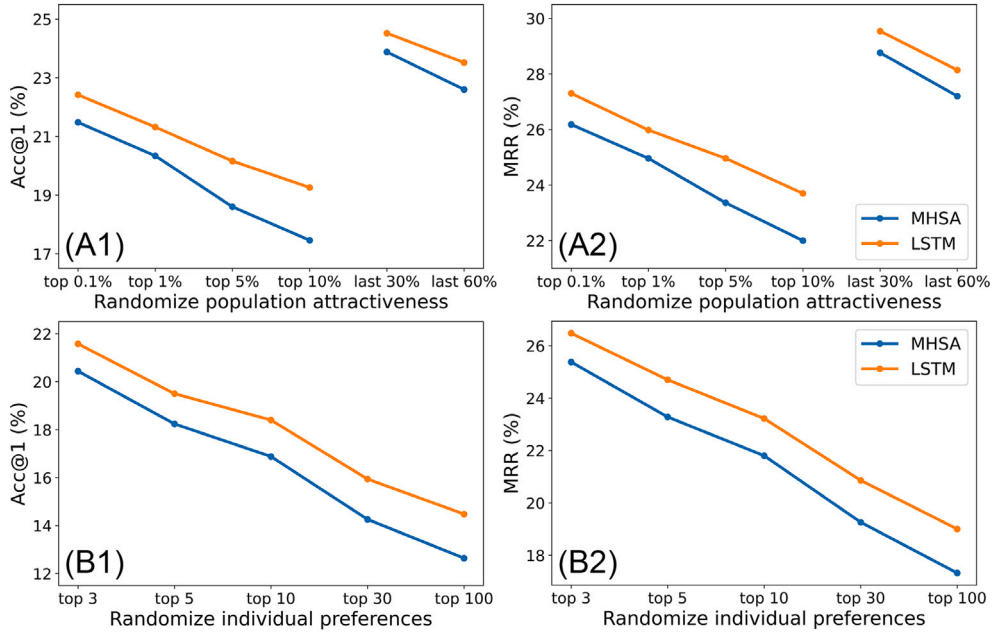 25
23
21
19
17
Acc@1 (%)
(A1)
top 0.1% top 1% top 5% top 10% last 30% last 60%
Randomize population attractiveness
30
28
26
24
22
MRR (%)
MHSA
LSTM
(A2)
top 0.1% top 1% top 5% top 10% last 30% last 60%
Randomize population attractiveness
22
20
18
16
14
12
Acc@1 (%)
(B1)
top 3 top 5 top 10 top 30 top 100
Randomize individual preferences
26
24
22
20
18
MRR (%)
MHSA
LSTM
(B2)
top 3 top 5 top 10 top 30 top 100
Randomize individual preferences